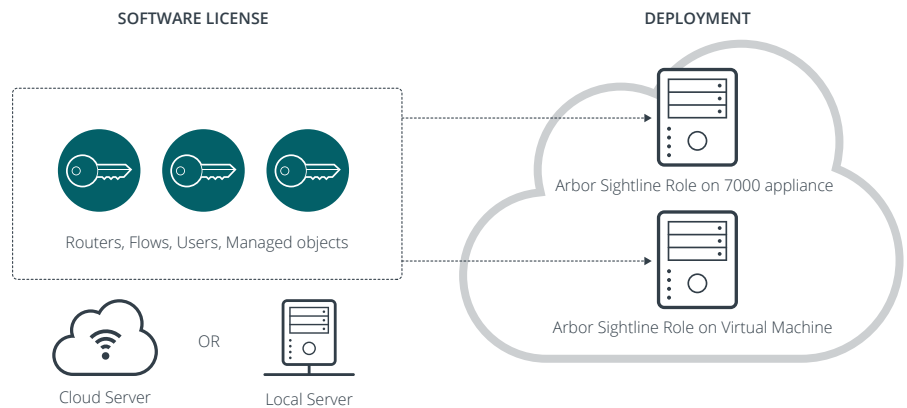 SOFTWARE LICENSE
DEPLOYMENT
Routers, Flows, Users, Managed objects
Arbor Sightline Role on 7000 appliance
Arbor Sightline Role on Virtual Machine
OR
Cloud Server
Local Server